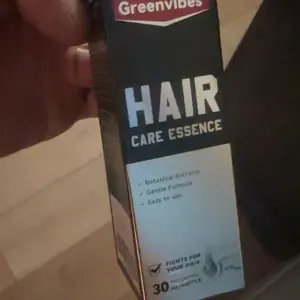 Greenvibes
HAIR
CARE ESSENCE
✓ Botanical Extracts
✓ Gentle Formula
✓ Easy to use
✓ FIGHTS FOR
YOUR HAIR
30